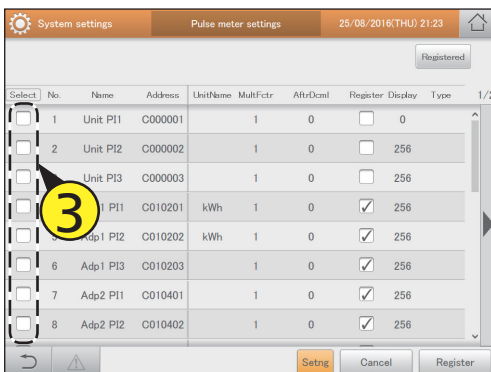 System settings Pulse meter settings 25/08/2016(THU) 21:23
Registered
Select No. Name Address UnitName MultFctr AftrDcml Register Display Type 1/2
1 Unit PI1 C000001 1 0 0
2 Unit PI2 C000002 1 0 256
Unit PI3 C000003 1 0 256
3
1 PI1 C010201 kWh 1 0 256
Adp1 PI2 C010202 kWh 1 0 256
6 Adp1 PI3 C010203 1 0 256
7 Adp2 PI1 C010401 1 0 256
8 Adp2 PI2 C010402 1 0 256
Setng Cancel Register